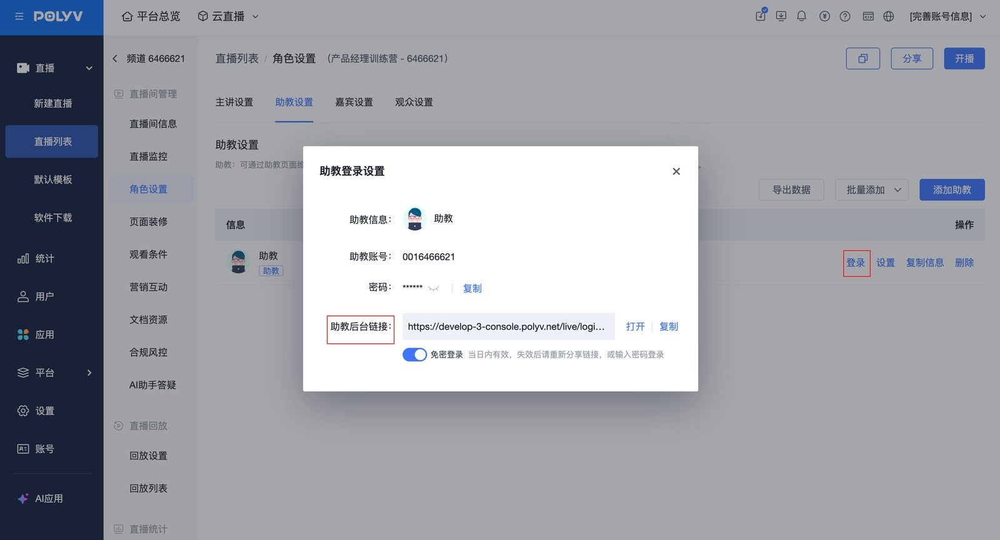 POLYV
平台总览
云直播
[完善账号信息]
直播
新建直播
直播列表
默认模板
软件下载
统计
用户
应用
平台
设置
账号
AI应用
频道 6466621
直播间管理
直播间信息
直播监控
角色设置
页面装修
观看条件
营销互动
文档资源
合规风控
AI助手答疑
直播回放
回放设置
回放列表
直播统计
直播列表 / 角色设置 （产品经理训练营 - 6466621）
分享
开播
主讲设置 助教设置 嘉宾设置 观众设置
助教设置
助教：可通过助教页面
导出数据 批量添加 添加助教
信息 操作
助教
助教
登录 设置 复制信息 删除
助教登录设置
助教信息： 助教
助教账号： 0016466621
密码： ****** 复制
助教后台链接： https://develop-3-console.polyv.net/live/logi... 打开 复制
免密登录 当日内有效，失效后请重新分享链接，或输入密码登录